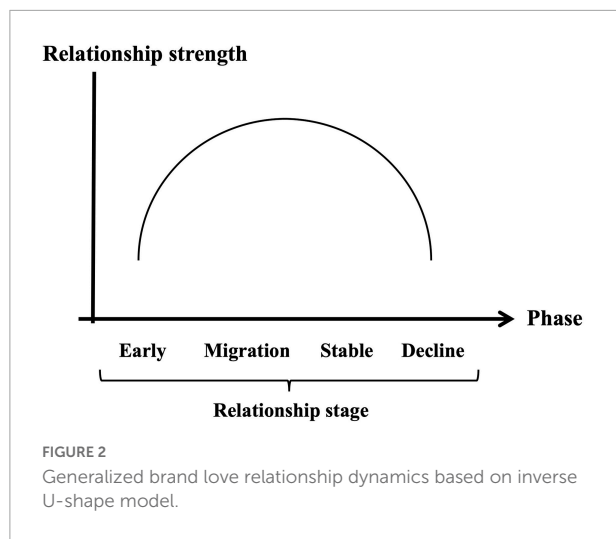 Relationship strength
Phase
Early Migration Stable Decline
Relationship stage
FIGURE 2
Generalized brand love relationship dynamics based on inverse
U-shape model.